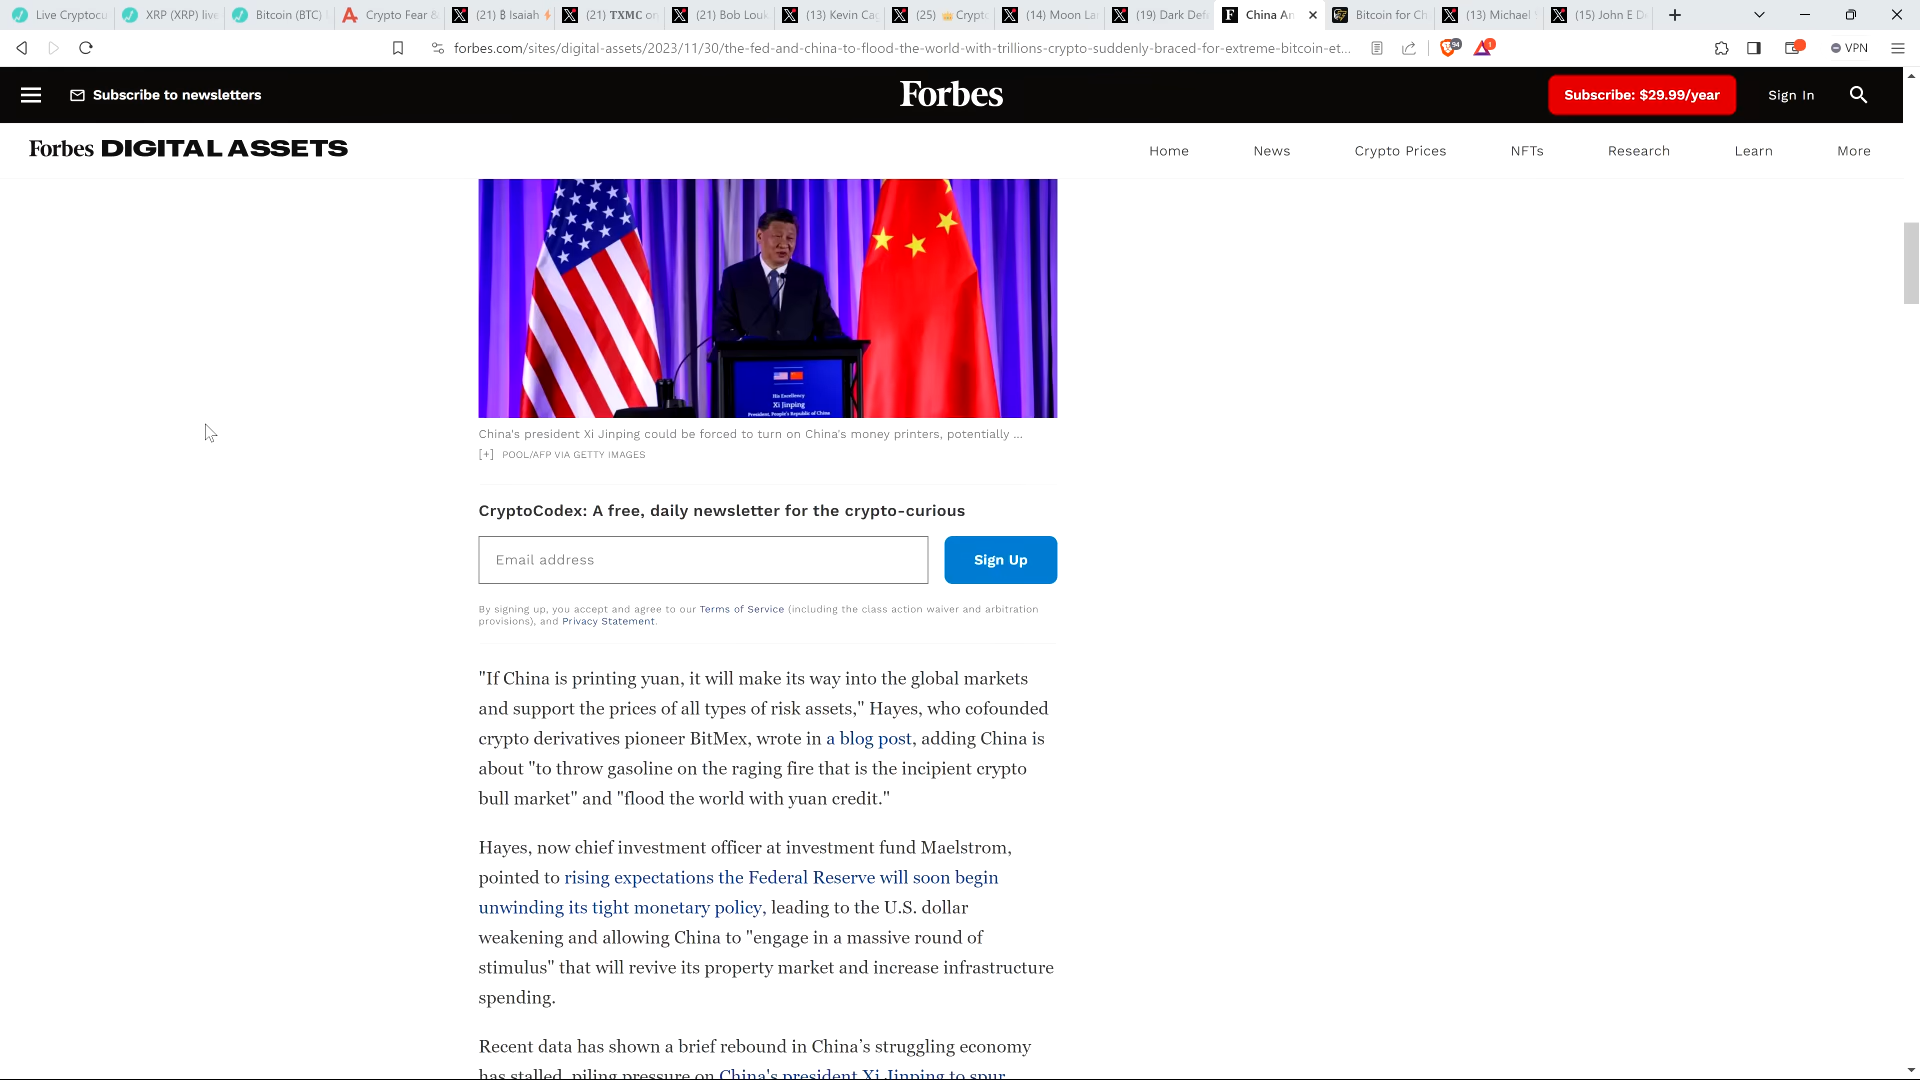 Live Cryptocu
XRP (XRP) live
Bitcoin (BTC)
Crypto Fear &
(21) ₿ Isaiah
(21) TXMC on
(21) Bob Louk
(13) Kevin Cag
(25) Crypt
(14) Moon La
(19) Dark Def
China An
Bitcoin for Ch
(13) Michael
(15) John E De
forbes.com/sites/digital-assets/2023/11/30/the-fed-and-china-to-flood-the-world-with-trillions-crypto-suddenly-braced-for-extreme-bitcoin-et...
94
1
VPN
Subscribe to newsletters
Forbes
Subscribe: $29.99/year
Sign In
Forbes DIGITAL ASSETS
Home
News
Crypto Prices
NFTs
Research
Learn
More
His Excellency
Xi Jinping
President, People's Republic of China
China's president Xi Jinping could be forced to turn on China's money printers, potentially ...
[+] POOL/AFP VIA GETTY IMAGES
CryptoCodex: A free, daily newsletter for the crypto-curious
Email address
Sign Up
By signing up, you accept and agree to our Terms of Service (including the class action waiver and arbitration
provisions), and Privacy Statement.
"If China is printing yuan, it will make its way into the global markets
and support the prices of all types of risk assets," Hayes, who cofounded
crypto derivatives pioneer BitMex, wrote in a blog post, adding China is
about "to throw gasoline on the raging fire that is the incipient crypto
bull market" and "flood the world with yuan credit."
Hayes, now chief investment officer at investment fund Maelstrom,
pointed to rising expectations the Federal Reserve will soon begin
unwinding its tight monetary policy, leading to the U.S. dollar
weakening and allowing China to "engage in a massive round of
stimulus" that will revive its property market and increase infrastructure
spending.
Recent data has shown a brief rebound in China's struggling economy
has stalled, piling pressure on China's president Xi Jinping to spur